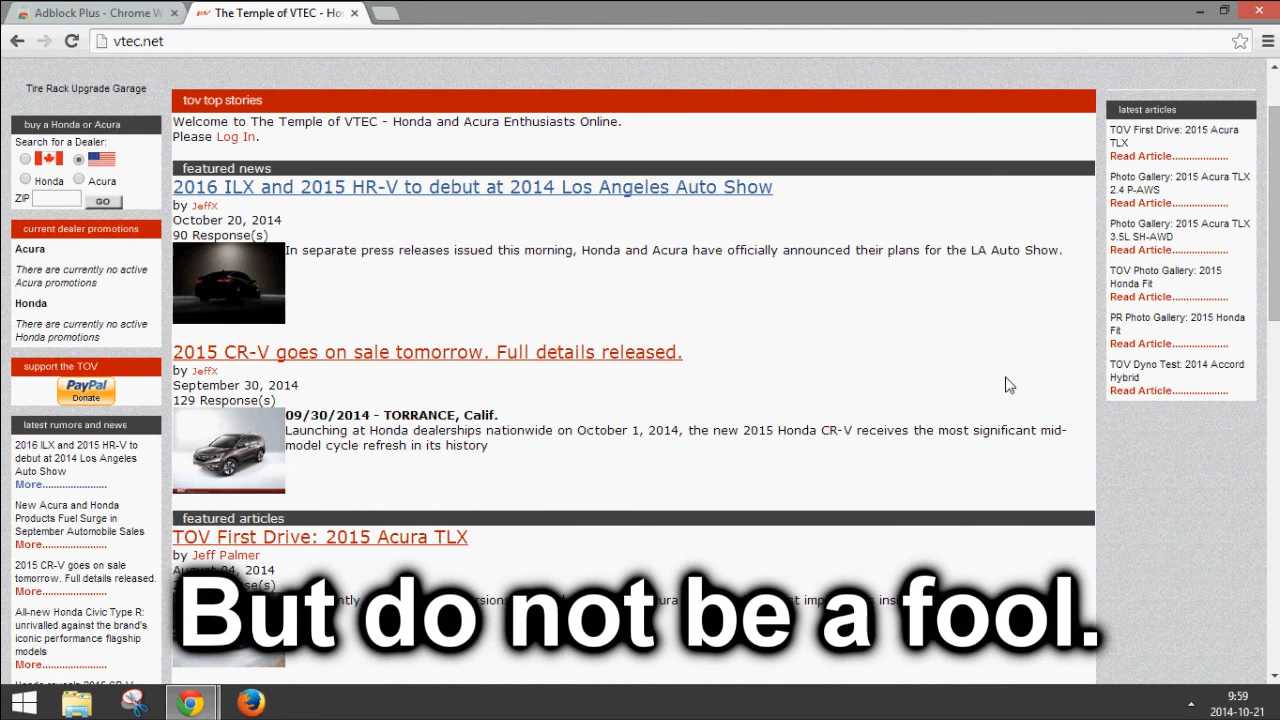 Adblock Plus - Chrome W
The Temple of VTEC - Ho
vtec.net
Tire Rack Upgrade Garage
buy a Honda or Acura
Search for a Dealer:
Honda
Acura
ZIP
GO
current dealer promotions
Acura
There are currently no active
Acura promotions
Honda
There are currently no active
Honda promotions
support the TOV
PayPal
Donate
latest rumors and news
2016 ILX and 2015 HR-V to
debut at 2014 Los Angeles
Auto Show
More.......................
New Acura and Honda
Products Fuel Surge in
September Automobile Sales
More.......................
2015 CR-V goes on sale
tomorrow. Full details released.
More.......................
All-new Honda Civic Type R:
unrivalled against the brand's
iconic performance flagship
models
More.......................
tov top stories
Welcome to The Temple of VTEC - Honda and Acura Enthusiasts Online.
Please Log In.
featured news
2016 ILX and 2015 HR-V to debut at 2014 Los Angeles Auto Show
by JeffX
October 20, 2014
90 Response(s)
In separate press releases issued this morning, Honda and Acura have officially announced their plans for the LA Auto Show.
2015 CR-V goes on sale tomorrow. Full details released.
by JeffX
September 30, 2014
129 Response(s)
09/30/2014 - TORRANCE, Calif.
Launching at Honda dealerships nationwide on October 1, 2014, the new 2015 Honda CR-V receives the most significant mid-
model cycle refresh in its history
featured articles
TOV First Drive: 2015 Acura TLX
by Jeff Palmer
But do not be a fool.
latest articles
TOV First Drive: 2015 Acura
TLX
Read Article...................
Photo Gallery: 2015 Acura TLX
2.4 P-AWS
Read Article...................
Photo Gallery: 2015 Acura TLX
3.5L SH-AWD
Read Article...................
TOV Photo Gallery: 2015
Honda Fit
Read Article...................
PR Photo Gallery: 2015 Honda
Fit
Read Article...................
TOV Dyno Test: 2014 Accord
Hybrid
Read Article...................
9:59
2014-10-21